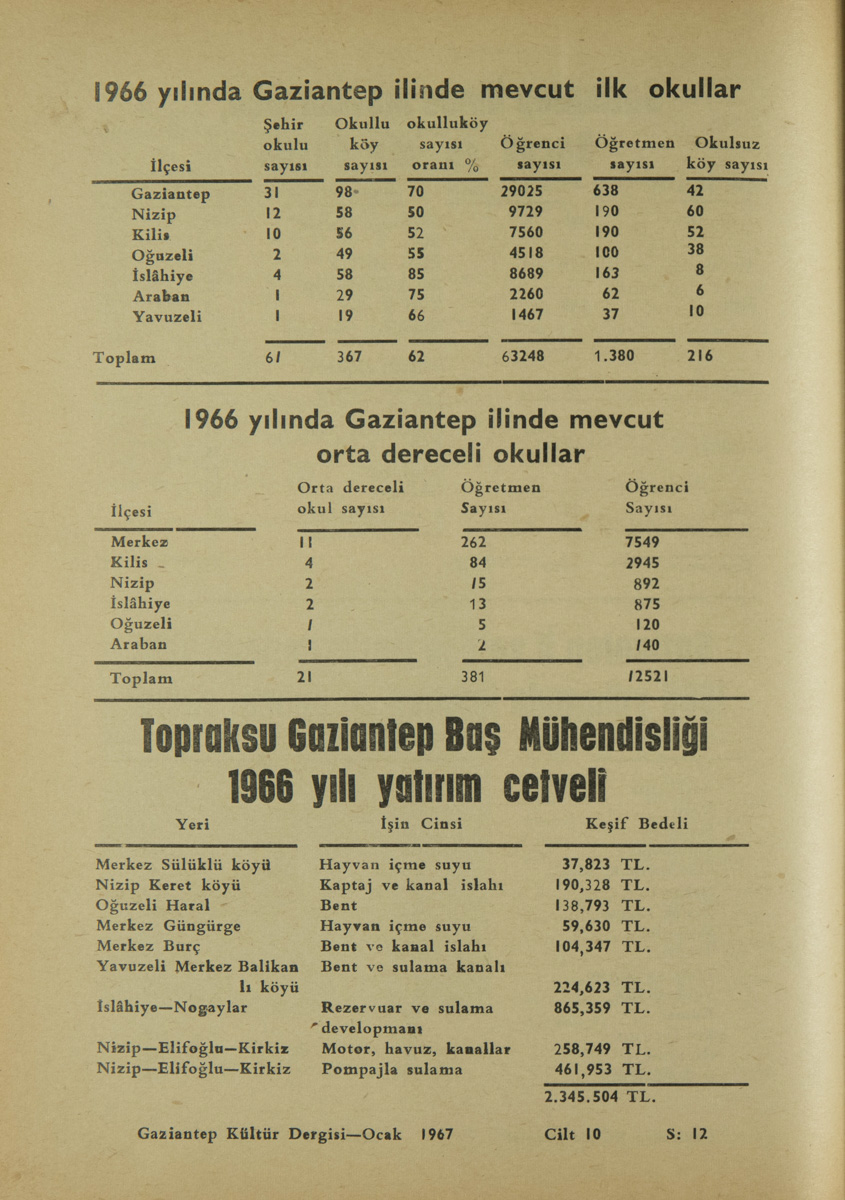 1966 yılında Gaziantep ilinde mevcut ilk okullar
Şehir Okullu okulluköy
okulu köy sayısı Öğrenci Öğretmen Okulsuz
İlçesi sayısı sayısı oranı % sayısı sayısı köy sayısı
Gaziantep 31 98 70 29025 638 42
Nizip 12 58 50 9729 190 60
Kilis 10 56 52 7560 190 52
Oğuzeli 2 49 55 4518 100 38
İslâhiye 4 58 85 8689 163 8
Araban 1 29 75 2260 62 6
Yavuzeli 1 19 66 1467 37 10
Toplam 61 367 62 63248 1.380 216
1966 yılında Gaziantep ilinde mevcut
orta dereceli okullar
Orta dereceli Öğretmen Öğrenci
İlçesi okul sayısı Sayısı Sayısı
Merkez 11 262 7549
Kilis 4 84 2945
Nizip 2 15 892
İslâhiye 2 13 875
Oğuzeli 1 5 120
Araban 1 2 140
Toplam 21 381 12521
Topraksu Gaziantep Baş Mühendisliği
1966 yılı yatırım cetveli
Yeri İşin Cinsi Keşif Bedeli
Merkez Sülüklü köyü Hayvan içme suyu 37,823 TL.
Nizip Keret köyü Kaptaj ve kanal islahı 190,328 TL.
Oğuzeli Haral Bent 138,793 TL.
Merkez Güngürge Hayvan içme suyu 59,630 TL.
Merkez Burç Bent ve kanal islahı 104,347 TL.
Yavuzeli Merkez Balikan Bent ve sulama kanalı
lı köyü 224,623 TL.
İslâhiye—Nogaylar Rezervuar ve sulama 865,359 TL.
developmanı
Nizip—Elifoğlu—Kirkiz Motor, havuz, kanallar 258,749 TL.
Nizip—Elifoğlu—Kirkiz Pompajla sulama 461,953 TL.
2.345.504 TL.
Gaziantep Kültür Dergisi—Ocak 1967 Cilt 10 S: 12